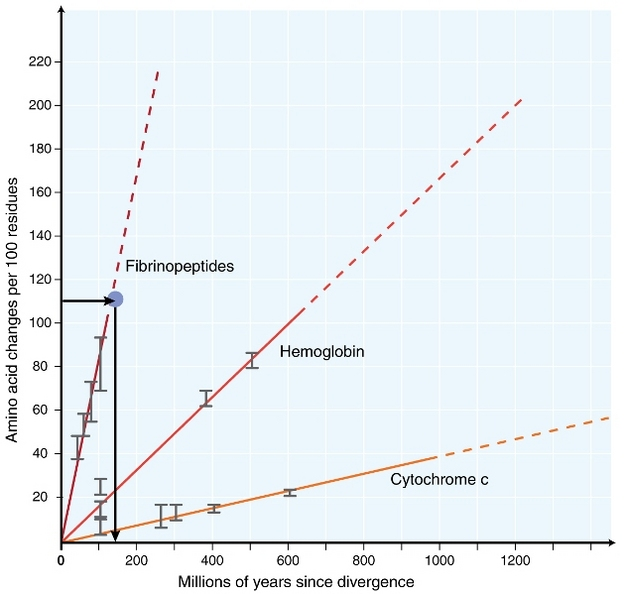 220
200
180
160
140
120
100
80
60
40
20
Amino acid changes per 100 residues
Fibrinopeptides
Hemoglobin
Cytochrome c
0 200 400 600 800 1000 1200
Millions of years since divergence